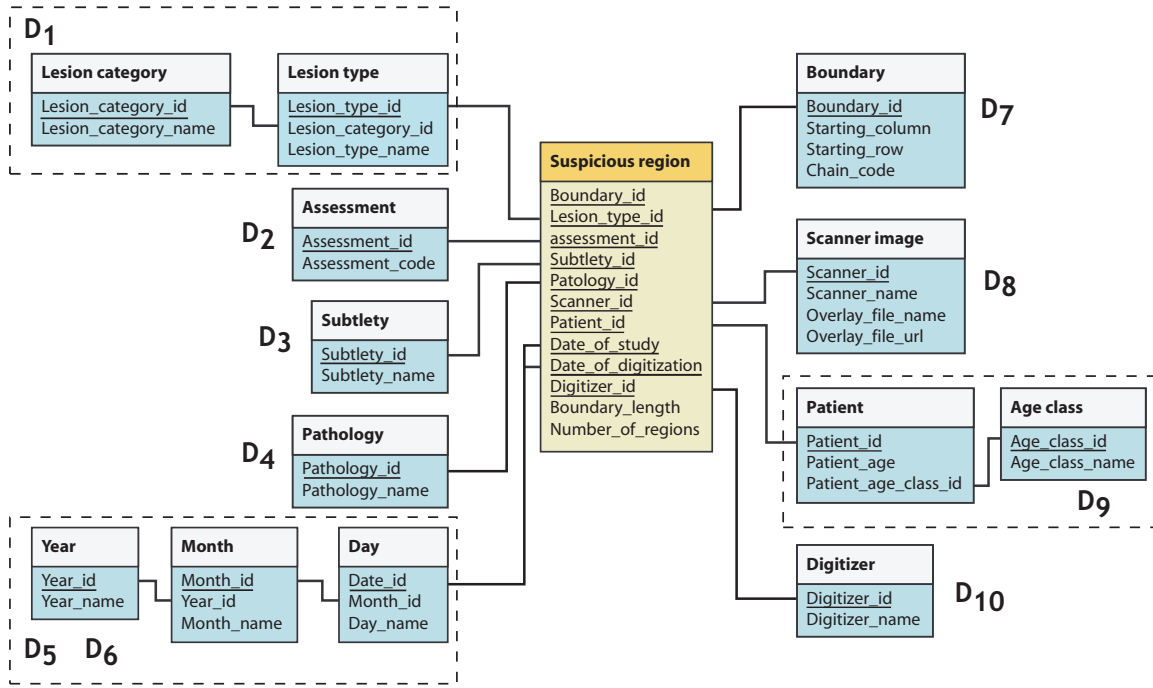 D1
Lesion category
Lesion_category_id
Lesion_category_name
Lesion type
Lesion_type_id
Lesion_category_id
Lesion_type_name
D2
Assessment
Assessment_id
Assessment_code
D3
Subtlety
Subtlety_id
Subtlety_name
D4
Pathology
Pathology_id
Pathology_name
Year
Year_id
Year_name
Month
Month_id
Year_id
Month_name
Day
Date_id
Month_id
Day_name
D5 D6
Suspicious region
Boundary_id
Lesion_type_id
assessment_id
Subtlety_id
Patology_id
Scanner_id
Patient_id
Date_of_study
Date_of_digitization
Digitizer_id
Boundary_length
Number_of_regions
Boundary
Boundary_id
Starting_column
Starting_row
Chain_code
D7
Scanner image
Scanner_id
Scanner_name
Overlay_file_name
Overlay_file_url
D8
Patient
Patient_id
Patient_age
Patient_age_class_id
Age class
Age_class_id
Age_class_name
D9
Digitizer
Digitizer_id
Digitizer_name
D10